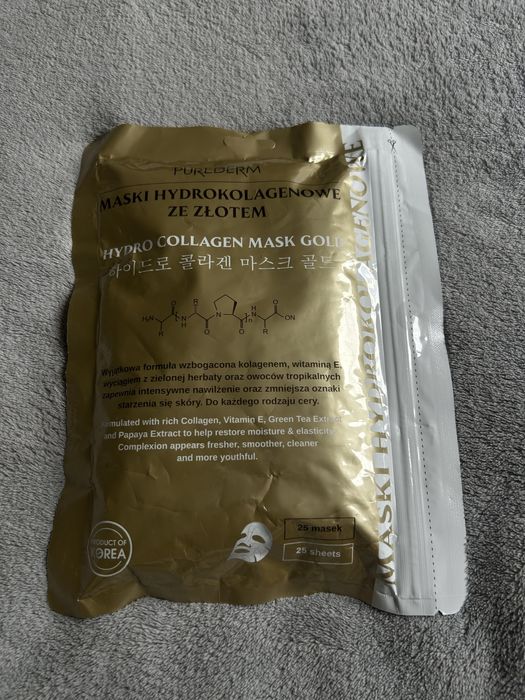 PUREDERM
MASKI HYDROKOLAGENOWE
ZE ZŁOTEM
HYDRO COLLAGEN MASK GOLD
하이드로 콜라겐 마스크 골드
H₂N
R
O
N
H
R
O
N
O
H
N
R
O
ON
n
Wyjątkowa formuła wzbogacona kolagenem, witaminą E,
wyciągiem z zielonej herbaty oraz owoców tropikalnych
zapewnia intensywne nawilżenie oraz zmniejsza oznaki
starzenia się skóry. Do każdego rodzaju cery.
Formulated with rich Collagen, Vitamin E, Green Tea Extract
and Papaya Extract to help restore moisture & elasticity.
Complexion appears fresher, smoother, cleaner
and more youthful.
25 masek
25 sheets
PRODUCT OF
KOREA
MASKI HYDROKOLAGENOWE